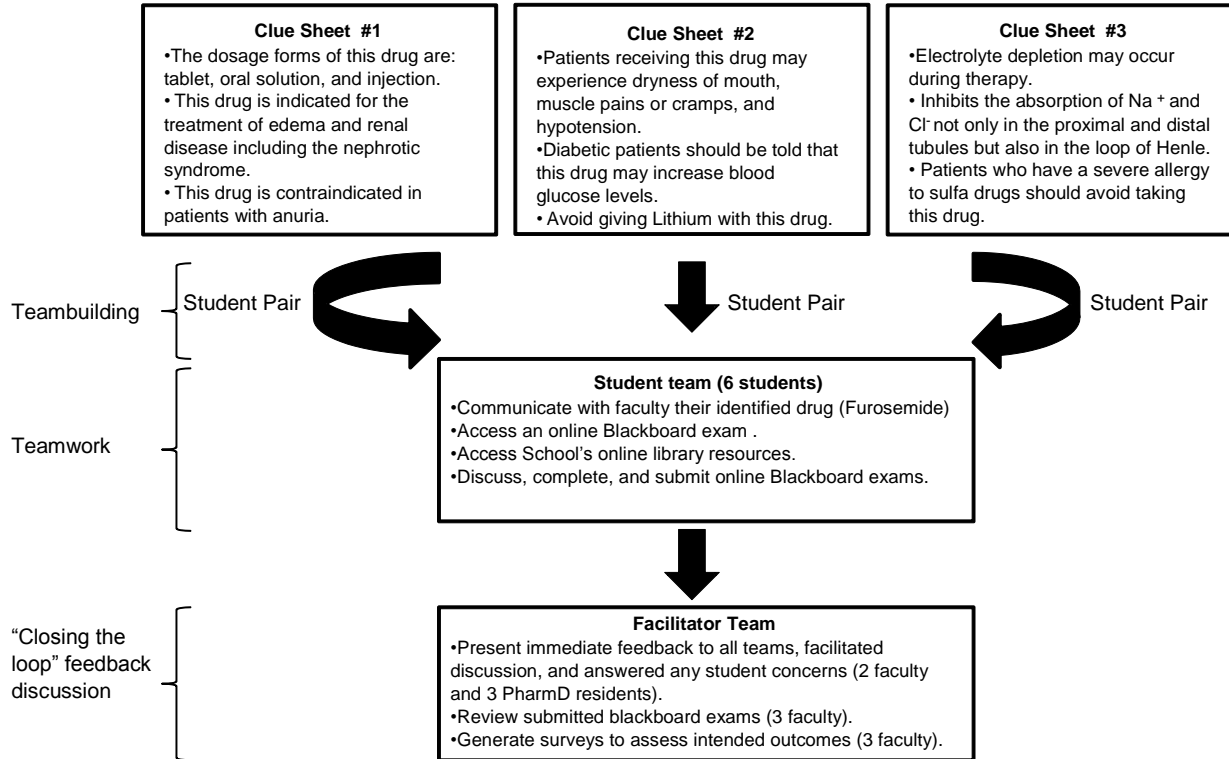 Clue Sheet #1
•The dosage forms of this drug are:
tablet, oral solution, and injection.
• This drug is indicated for the
treatment of edema and renal
disease including the nephrotic
syndrome.
• This drug is contraindicated in
patients with anuria.
Clue Sheet #2
•Patients receiving this drug may
experience dryness of mouth,
muscle pains or cramps, and
hypotension.
•Diabetic patients should be told that
this drug may increase blood
glucose levels.
• Avoid giving Lithium with this drug.
Clue Sheet #3
•Electrolyte depletion may occur
during therapy.
• Inhibits the absorption of Na + and
Cl- not only in the proximal and distal
tubules but also in the loop of Henle.
• Patients who have a severe allergy
to sulfa drugs should avoid taking
this drug.
Teambuilding
Student Pair
Student Pair
Student Pair
Teamwork
Student team (6 students)
•Communicate with faculty their identified drug (Furosemide)
•Access an online Blackboard exam .
•Access School's online library resources.
•Discuss, complete, and submit online Blackboard exams.
“Closing the
loop” feedback
discussion
Facilitator Team
•Present immediate feedback to all teams, facilitated
discussion, and answered any student concerns (2 faculty
and 3 PharmD residents).
•Review submitted blackboard exams (3 faculty).
•Generate surveys to assess intended outcomes (3 faculty).